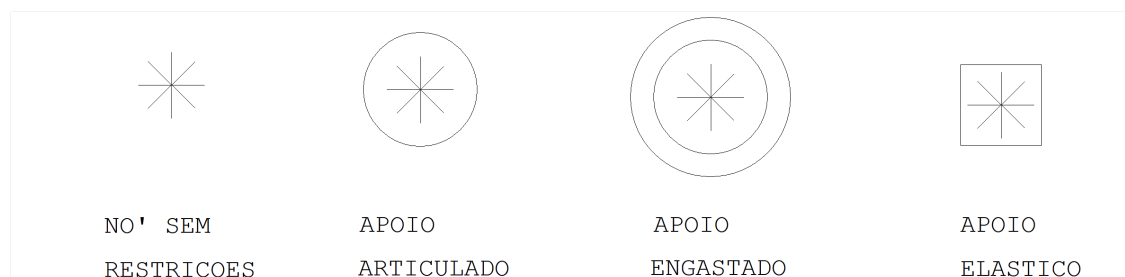 NO' SEM
RESTRICOES
APOIO
ARTICULADO
APOIO
ENGASTADO
APOIO
ELASTICO